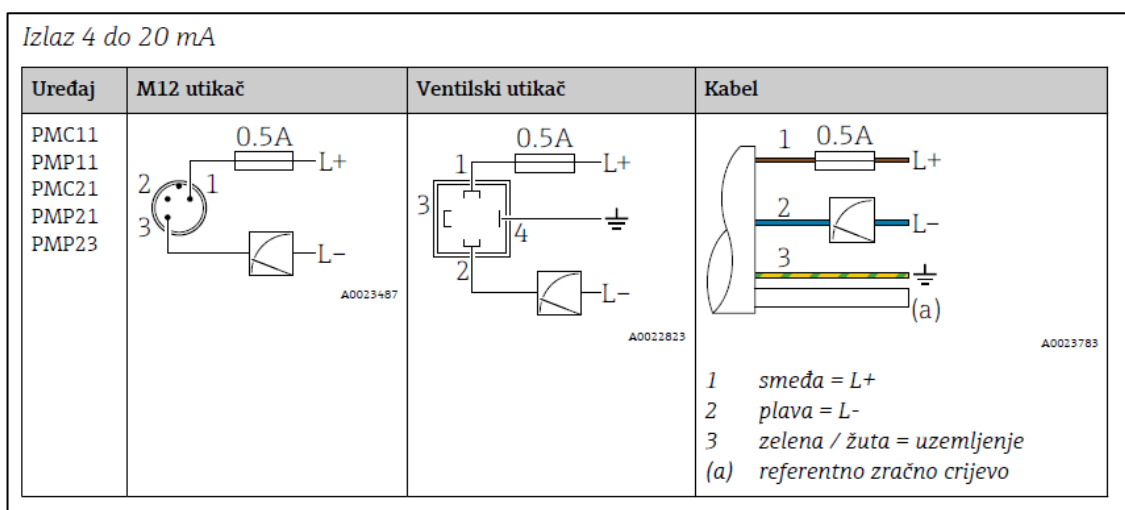 Izlaz 4 do 20 mA
Uređaj
M12 utikač
Ventilski utikač
Kabel
PMC11
PMP11
PMC21
PMP21
PMP23
0.5A
L+
2
1
3
L–
A0023487
0.5A
1
L+
3
4
2
L–
A0022823
1
0.5A
L+
2
L–
3
(a)
A0023783
1 smeđa = L+
2 plava = L-
3 zelena / žuta = uzemljenje
(a) referentno zračno crijevo